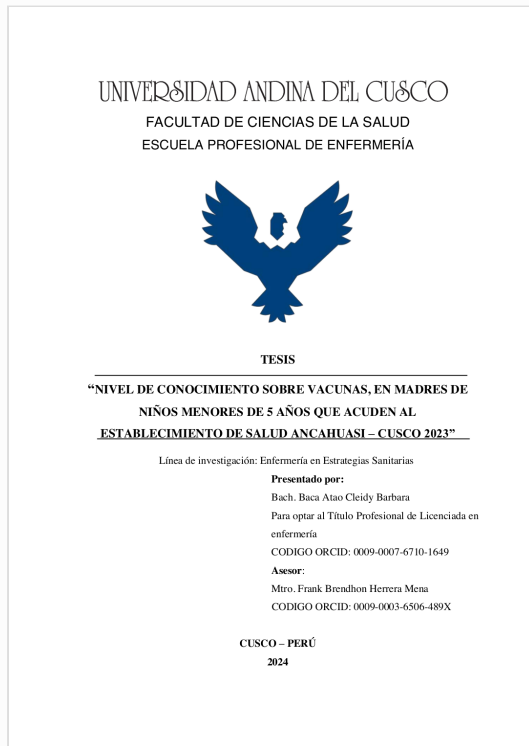 UNIVERSIDAD ANDINA DEL CUSCO
FACULTAD DE CIENCIAS DE LA SALUD
ESCUELA PROFESIONAL DE ENFERMERÍA
TESIS
“NIVEL DE CONOCIMIENTO SOBRE VACUNAS, EN MADRES DE
NIÑOS MENORES DE 5 AÑOS QUE ACUDEN AL
ESTABLECIMIENTO DE SALUD ANCAHUASI – CUSCO 2023”
Línea de investigación: Enfermería en Estrategias Sanitarias
Presentado por:
Bach. Baca Atao Cleidy Barbara
Para optar al Título Profesional de Licenciada en
enfermería
CODIGO ORCID: 0009-0007-6710-1649
Asesor:
Mtro. Frank Brendhon Herrera Mena
CODIGO ORCID: 0009-0003-6506-489X
CUSCO – PERÚ
2024